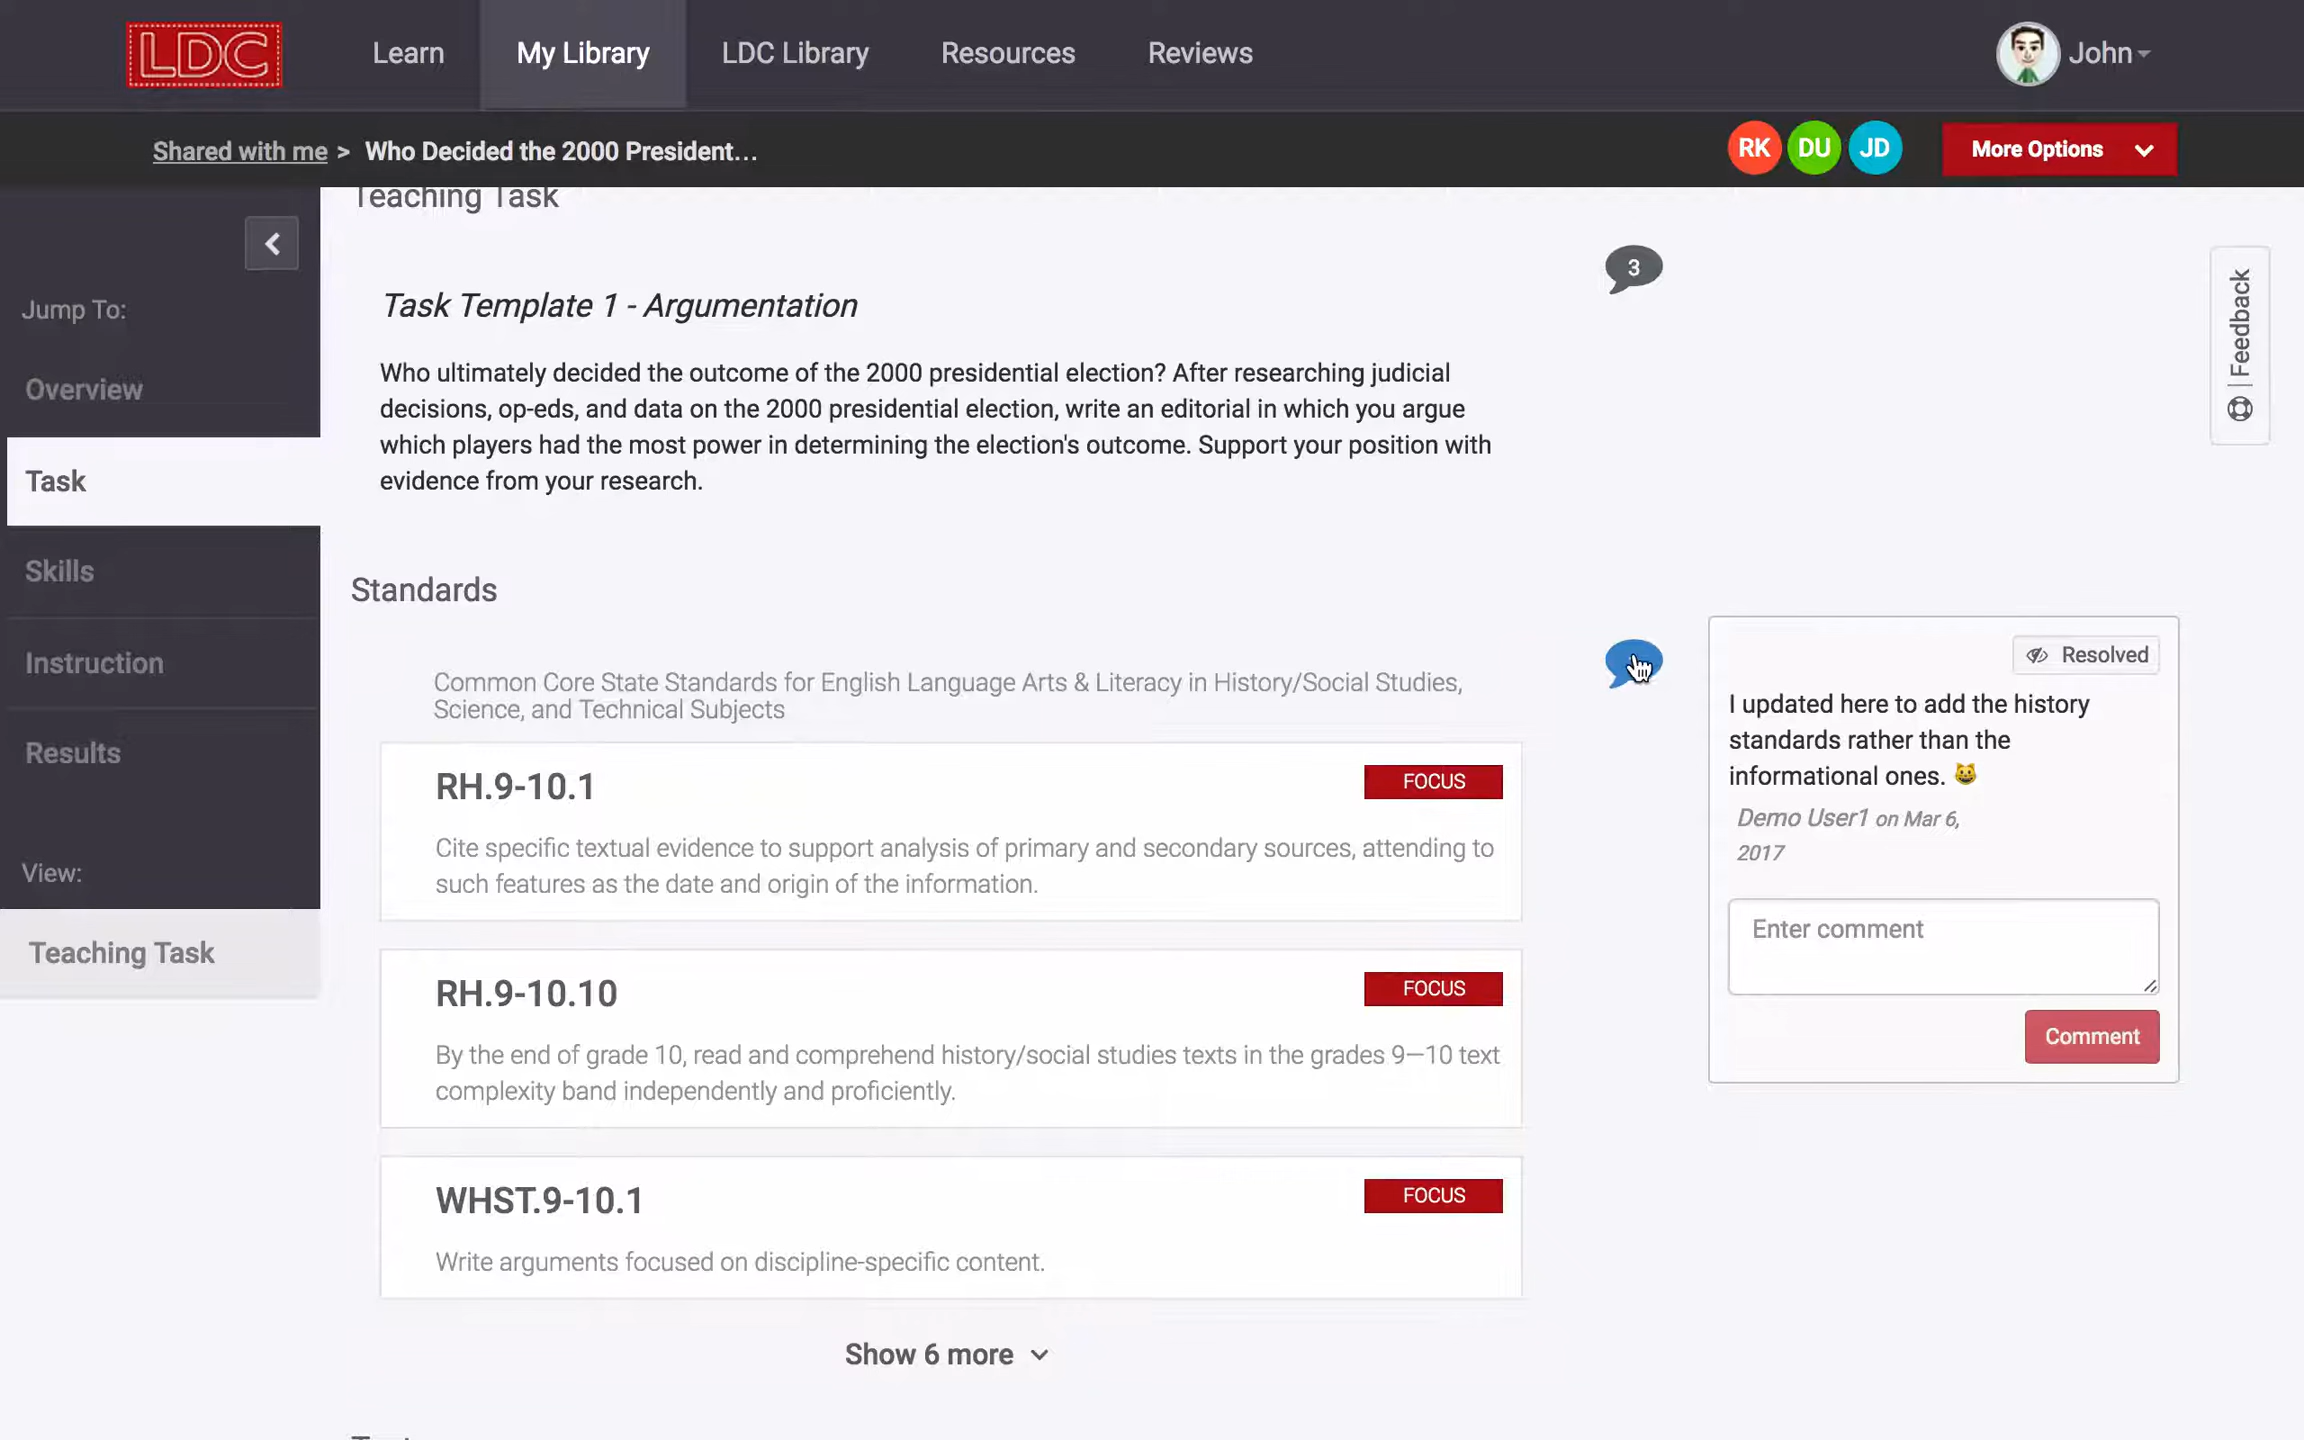 LDC
Learn
My Library
LDC Library
Resources
Reviews
John
Shared with me > Who Decided the 2000 President...
RK
DU
JD
More Options
Teaching Task
3
Feedback
Jump To:
Overview
Task
Skills
Instruction
Results
View:
Teaching Task
Task Template 1 - Argumentation
Who ultimately decided the outcome of the 2000 presidential election? After researching judicial
decisions, op-eds, and data on the 2000 presidential election, write an editorial in which you argue
which players had the most power in determining the election's outcome. Support your position with
evidence from your research.
Standards
Common Core State Standards for English Language Arts & Literacy in History/Social Studies,
Science, and Technical Subjects
RH.9-10.1
FOCUS
Cite specific textual evidence to support analysis of primary and secondary sources, attending to
such features as the date and origin of the information.
RH.9-10.10
FOCUS
By the end of grade 10, read and comprehend history/social studies texts in the grades 9—10 text
complexity band independently and proficiently.
WHST.9-10.1
FOCUS
Write arguments focused on discipline-specific content.
Show 6 more
Resolved
I updated here to add the history
standards rather than the
informational ones. 😺
Demo User1 on Mar 6,
2017
Enter comment
Comment